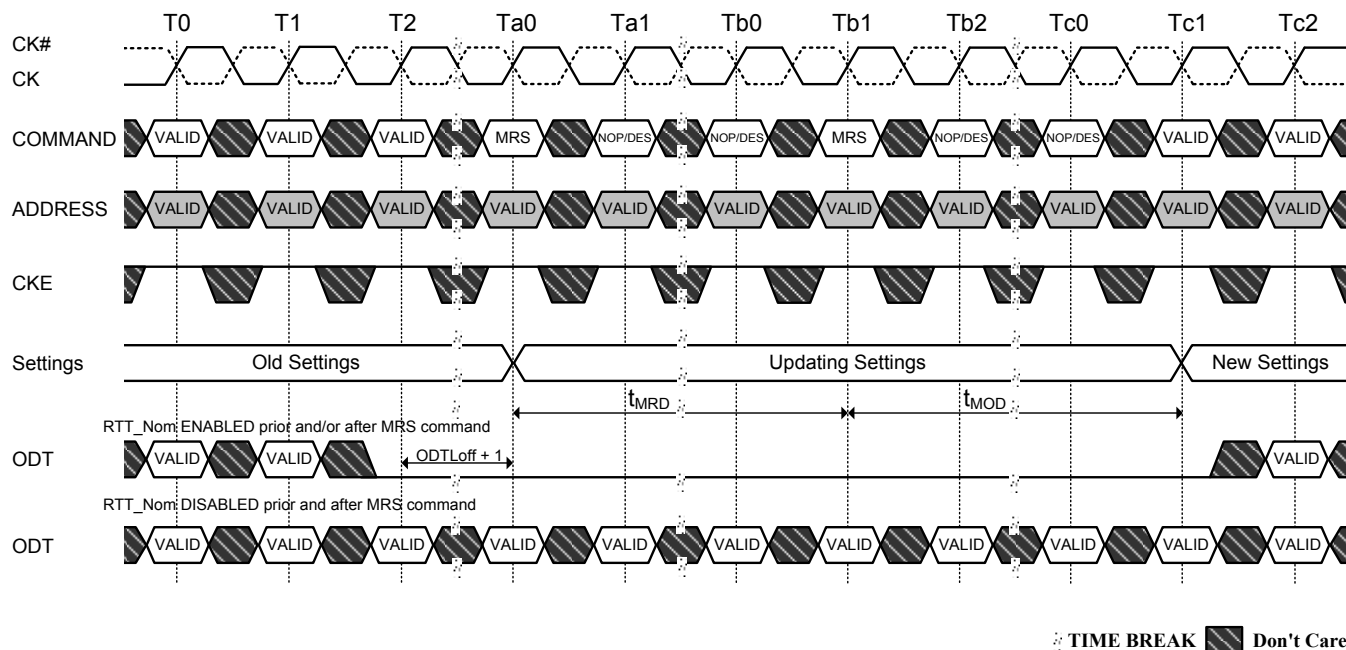 T0 T1 T2 Ta0 Ta1 Tb0 Tb1 Tb2 Tc0 Tc1 Tc2
CK#
CK
COMMAND VALID VALID VALID MRS NOP/DES NOP/DES MRS NOP/DES NOP/DES VALID VALID
ADDRESS VALID VALID VALID VALID VALID VALID VALID VALID VALID VALID VALID
CKE
Settings Old Settings Updating Settings New Settings
tMRD tMOD
RTT_Nom ENABLED prior and/or after MRS command
ODT VALID VALID ODTLoff + 1 VALID
RTT_Nom DISABLED prior and after MRS command
ODT VALID VALID VALID VALID VALID VALID VALID VALID VALID VALID VALID
TIME BREAK Don't Care